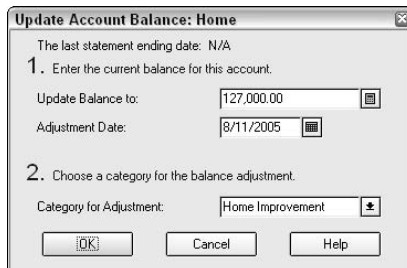 Update Account Balance: Home
The last statement ending date: N/A
1. Enter the current balance for this account.
Update Balance to: 127,000.00
Adjustment Date: 8/11/2005
2. Choose a category for the balance adjustment.
Category for Adjustment: Home Improvement
OK Cancel Help